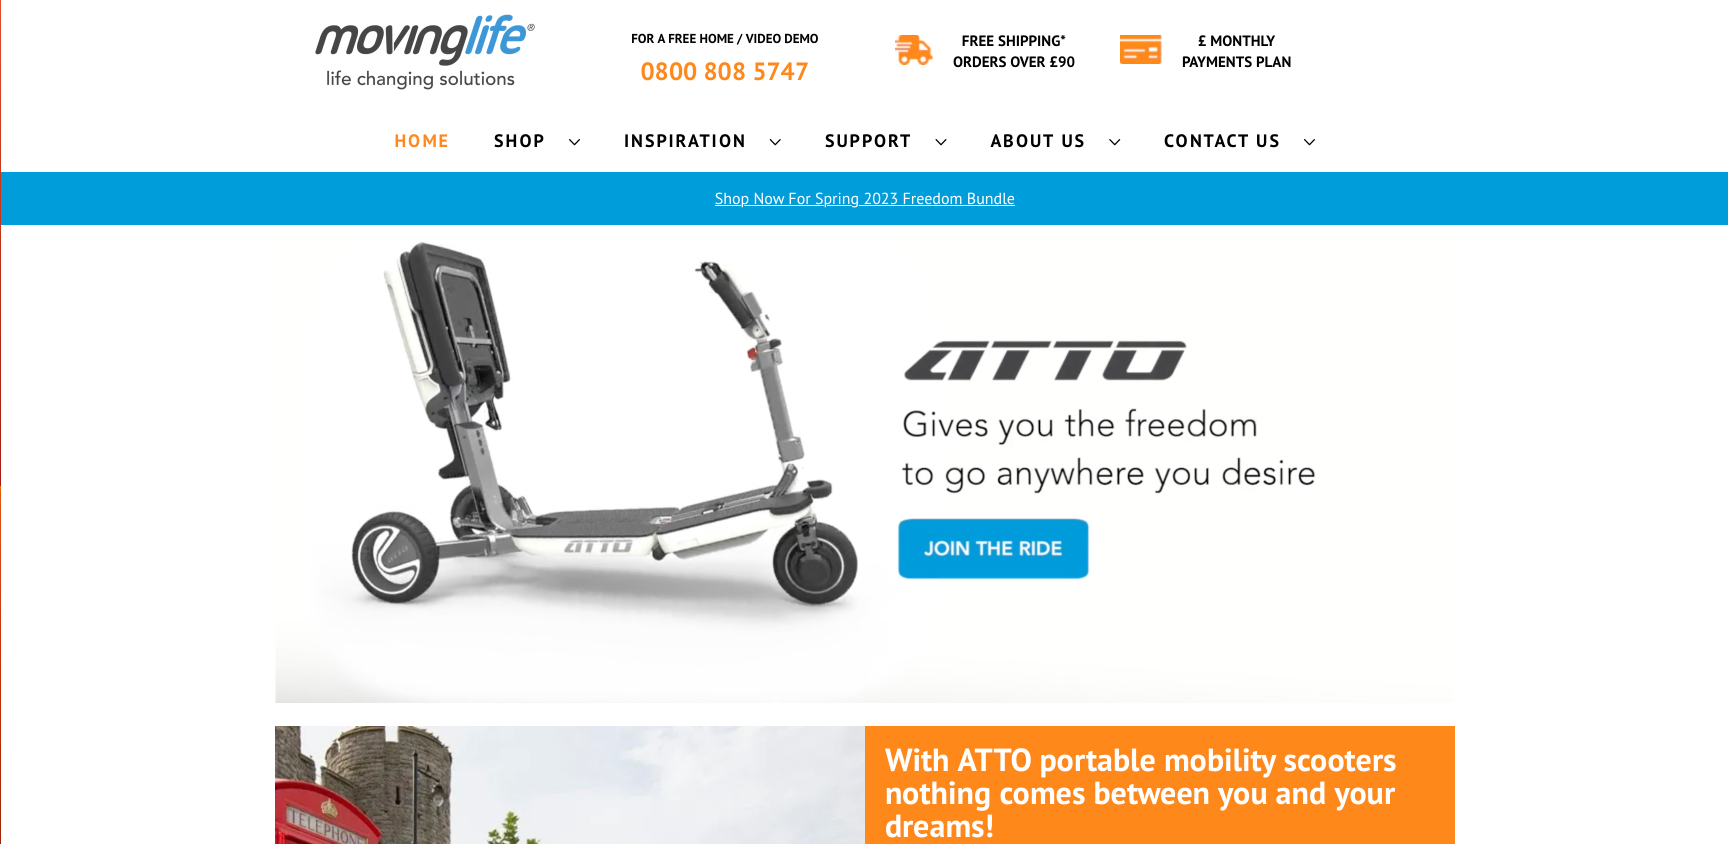 movinglife®
life changing solutions
FOR A FREE HOME / VIDEO DEMO
0800 808 5747
FREE SHIPPING*
ORDERS OVER £90
£ MONTHLY
PAYMENTS PLAN
HOME SHOP INSPIRATION SUPPORT ABOUT US CONTACT US
Shop Now For Spring 2023 Freedom Bundle
ATTO
Gives you the freedom
to go anywhere you desire
JOIN THE RIDE
ATTO
With ATTO portable mobility scooters
nothing comes between you and your
dreams!
TELEPHONE